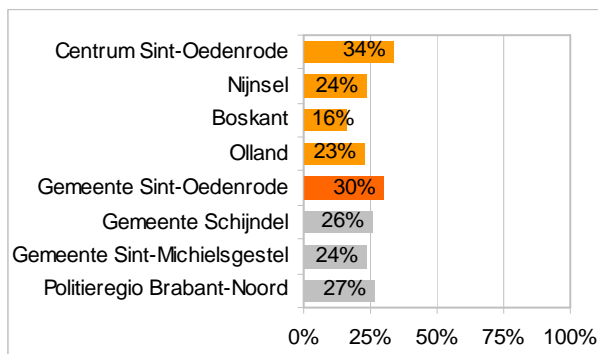 Centrum Sint-Oedenrode 34%
Nijnsel 24%
Boskant 16%
Olland 23%
Gemeente Sint-Oedenrode 30%
Gemeente Schijndel 26%
Gemeente Sint-Michielsgestel 24%
Politieregio Brabant-Noord 27%
0% 25% 50% 75% 100%